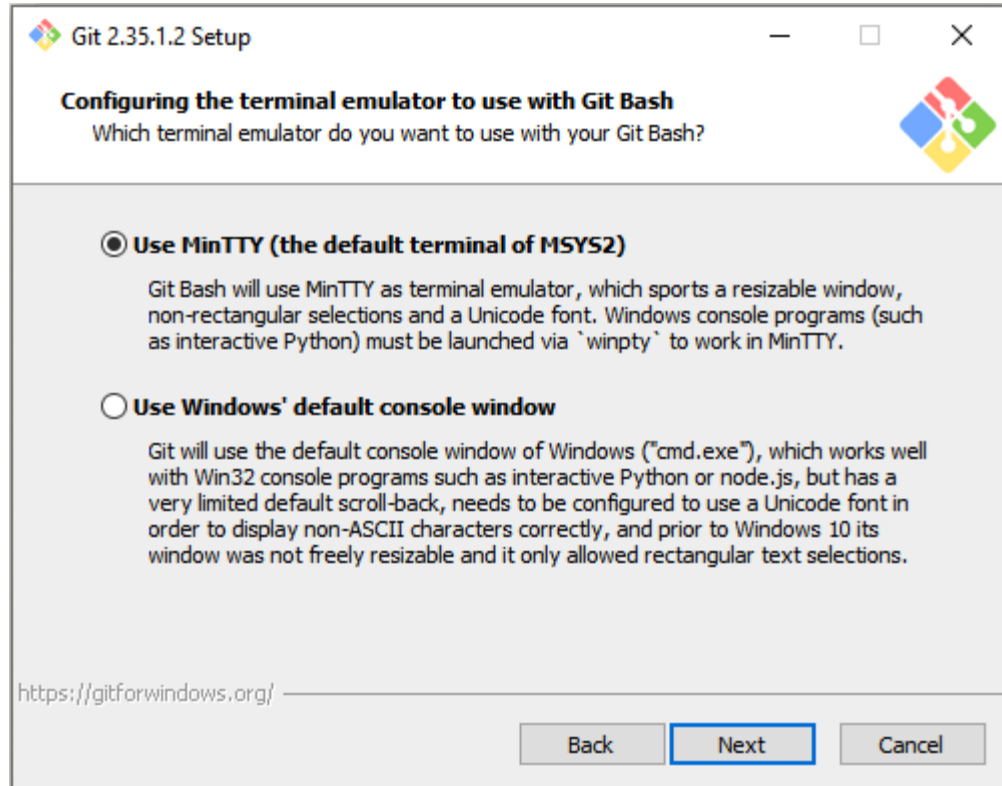 Git 2.35.1.2 Setup
Configuring the terminal emulator to use with Git Bash
Which terminal emulator do you want to use with your Git Bash?
Use MinTTY (the default terminal of MSYS2)
Git Bash will use MinTTY as terminal emulator, which sports a resizable window,
non-rectangular selections and a Unicode font. Windows console programs (such
as interactive Python) must be launched via `winpty` to work in MinTTY.
Use Windows' default console window
Git will use the default console window of Windows ("cmd.exe"), which works well
with Win32 console programs such as interactive Python or node.js, but has a
very limited default scroll-back, needs to be configured to use a Unicode font in
order to display non-ASCII characters correctly, and prior to Windows 10 its
window was not freely resizable and it only allowed rectangular text selections.
https://gitforwindows.org/
Back Next Cancel